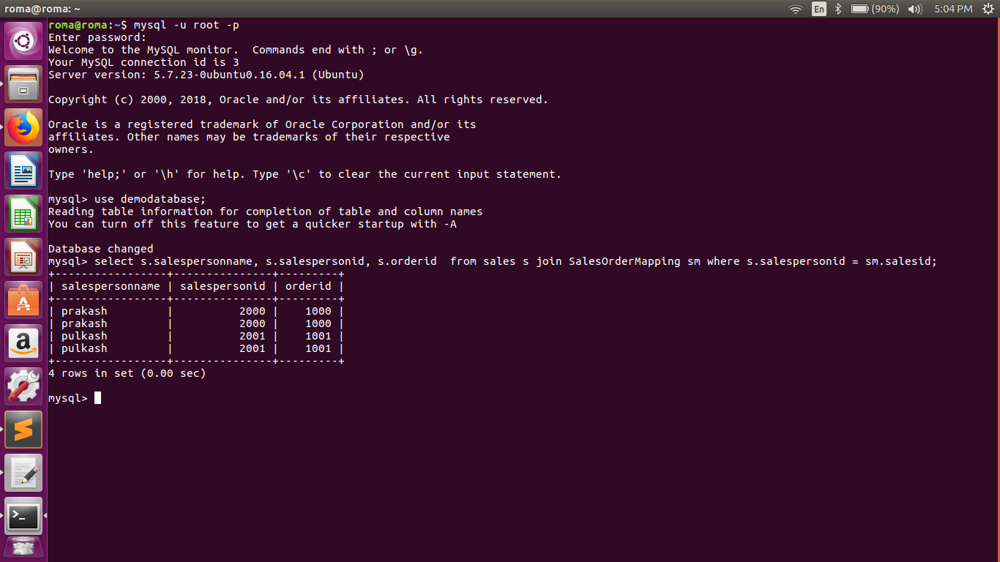 roma@roma: ~
En
(90%)
5:04 PM
roma@roma:~$ mysql -u root -p
Enter password:
Welcome to the MySQL monitor.  Commands end with ; or \g.
Your MySQL connection id is 3
Server version: 5.7.23-0ubuntu0.16.04.1 (Ubuntu)
Copyright (c) 2000, 2018, Oracle and/or its affiliates. All rights reserved.
Oracle is a registered trademark of Oracle Corporation and/or its
affiliates. Other names may be trademarks of their respective
owners.
Type 'help;' or '\h' for help. Type '\c' to clear the current input statement.
mysql> use demodatabase;
Reading table information for completion of table and column names
You can turn off this feature to get a quicker startup with -A
Database changed
mysql> select s.salespersonname, s.salespersonid, s.orderid  from sales s join SalesOrderMapping sm where s.salespersonid = sm.salesid;
+-----------------+---------------+---------+
| salespersonname | salespersonid | orderid |
+-----------------+---------------+---------+
| prakash         |          2000 |    1000 |
| prakash         |          2000 |    1000 |
| pulkash         |          2001 |    1001 |
| pulkash         |          2001 |    1001 |
+-----------------+---------------+---------+
4 rows in set (0.00 sec)
mysql>